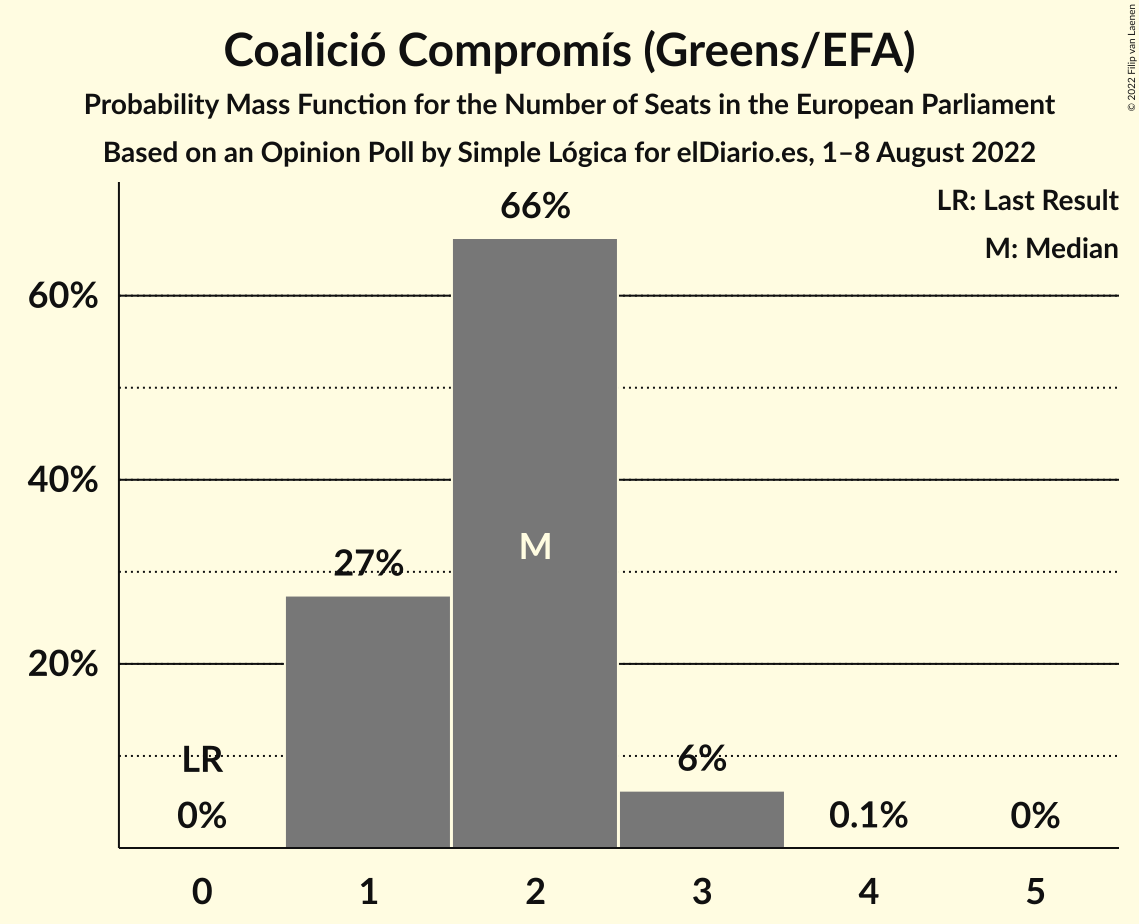 Coalició Compromís (Greens/EFA)
Probability Mass Function for the Number of Seats in the European Parliament
Based on an Opinion Poll by Simple Lógica for elDiario.es, 1–8 August 2022
© 2022 Filip van Laenen
LR: Last Result
M: Median
66%
60%
40%
M
27%
20%
LR
6%
0%
0.1%
0%
0 1 2 3 4 5